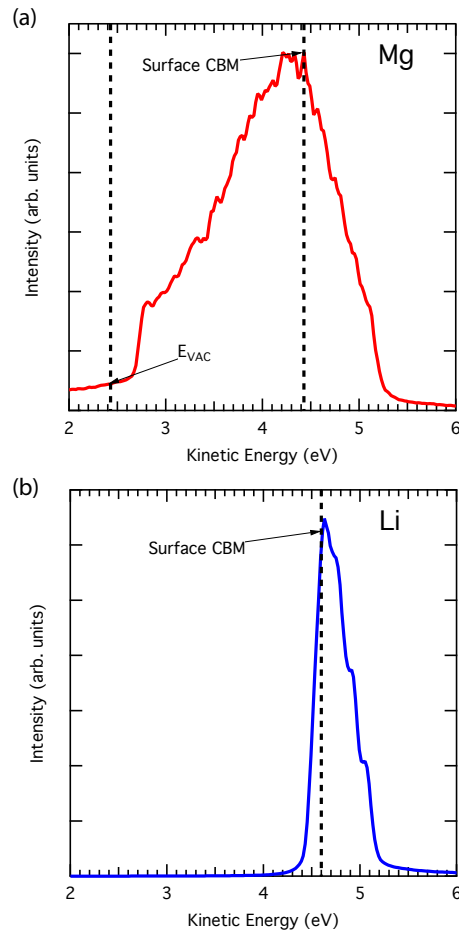 (a)
Surface CBM
Mg
Intensity (arb. units)
E_VAC
2 3 4 5 6
Kinetic Energy (eV)
(b)
Li
Surface CBM
Intensity (arb. units)
2 3 4 5 6
Kinetic Energy (eV)